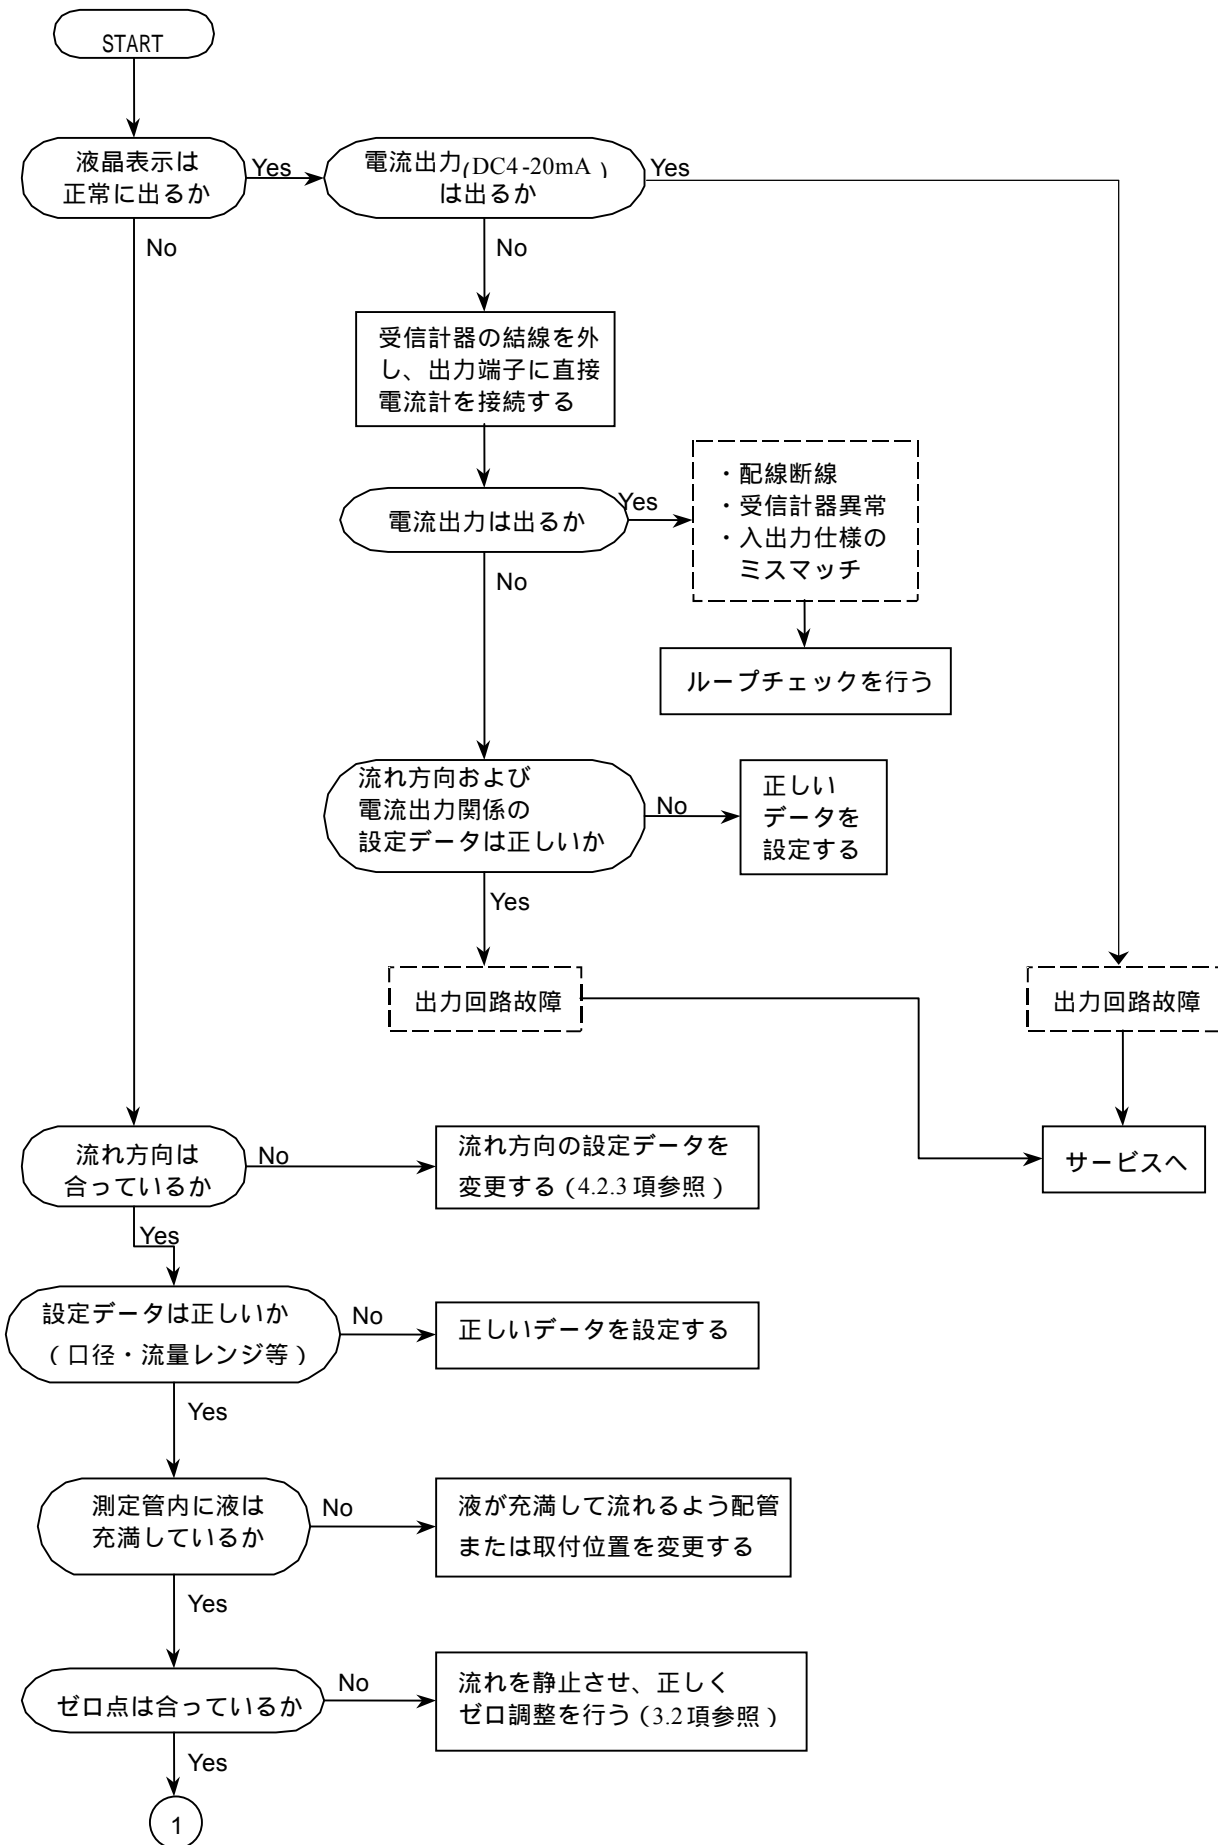 START
液晶表示は
正常に出るか
Yes
電流出力(DC4-20mA)
は出るか
Yes
No
No
受信計器の結線を外
し、出力端子に直接
電流計を接続する
電流出力は出るか
Yes
・配線断線
・受信計器異常
・入出力仕様の
ミスマッチ
No
ループチェックを行う
流れ方向および
電流出力関係の
設定データは正しいか
No
正しい
データを
設定する
Yes
出力回路故障
出力回路故障
流れ方向は
合っているか
No
流れ方向の設定データを
変更する(4.2.3項参照)
サービスへ
Yes
設定データは正しいか
(口径・流量レンジ等)
No
正しいデータを設定する
Yes
測定管内に液は
充満しているか
No
液が充満して流れるよう配管
または取付位置を変更する
Yes
ゼロ点は合っているか
No
流れを静止させ、正しく
ゼロ調整を行う(3.2項参照)
Yes
1